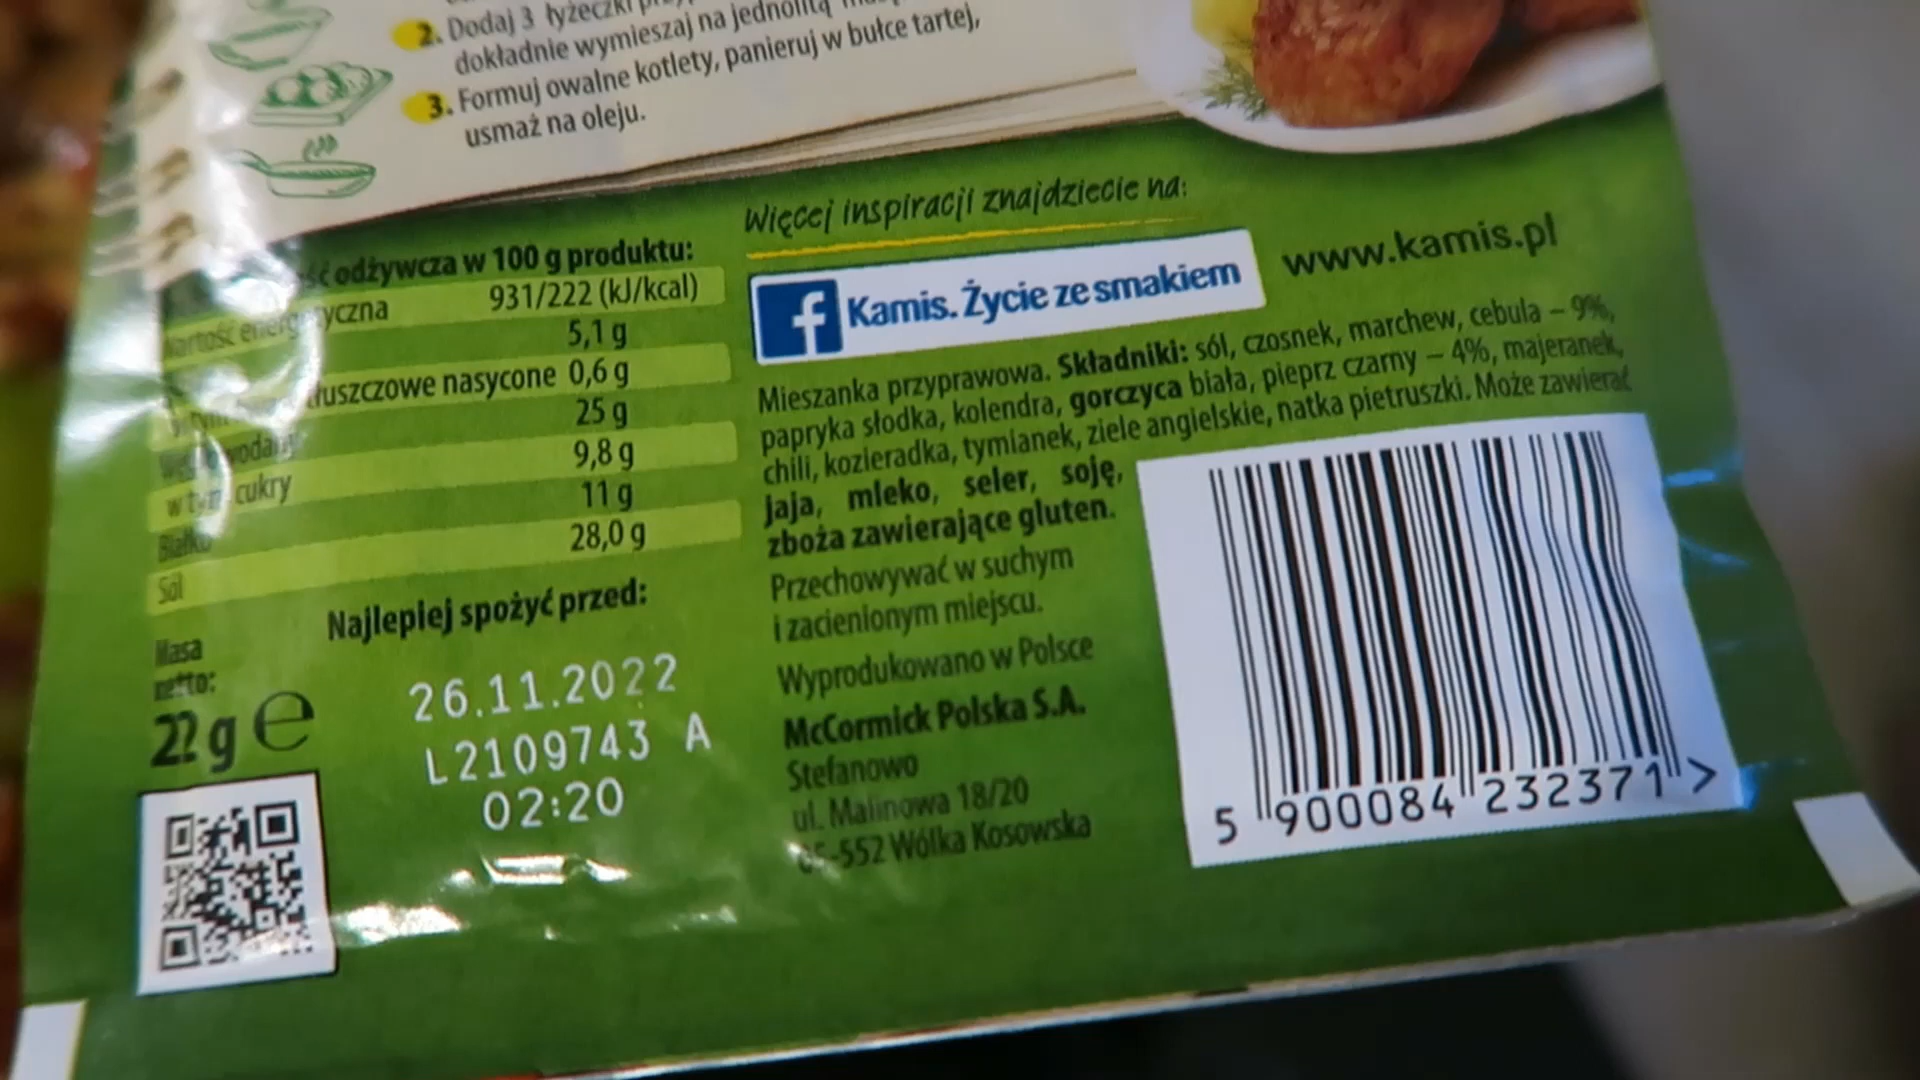 2. Dodaj 3 łyżeczki
dokładnie wymieszaj na jednolitą
3. Formuj owalne kotlety, panieruj w bułce tartej,
usmaż na oleju.
odżywcza w 100 g produktu:
931/222 (kJ/kcal)
5,1 g
tłuszczowe nasycone 0,6 g
25 g
w tym cukry 9,8 g
Białko 11 g
Sól 28,0 g
Masa
netto:
22 g e
Najlepiej spożyć przed:
26.11.2022
L2109743 A
02:20
Więcej inspiracji znajdziecie na:
f Kamis. Życie ze smakiem
www.kamis.pl
Mieszanka przyprawowa. Składniki: sól, czosnek, marchew, cebula – 9%,
papryka słodka, kolendra, gorczyca biała, pieprz czarny – 4%, majeranek,
chili, kozieradka, tymianek, ziele angielskie, natka pietruszki. Może zawierać
jaja, mleko, seler, soję,
zboża zawierające gluten.
Przechowywać w suchym
i zacienionym miejscu.
Wyprodukowano w Polsce
McCormick Polska S.A.
Stefanowo
ul. Malinowa 18/20
05-552 Wólka Kosowska
5 900084 232371 >